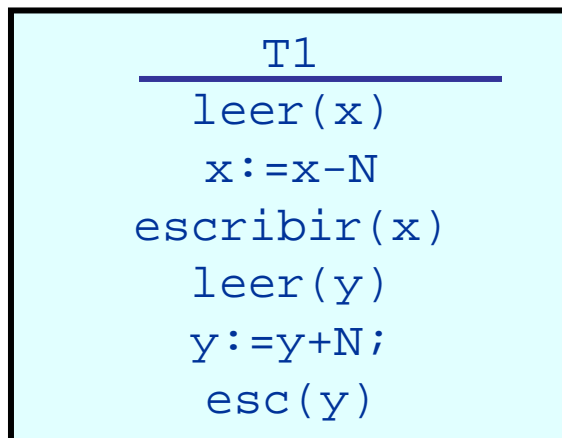 T1
leer(x)
x:=x-N
escribir(x)
leer(y)
y:=y+N;
esc(y)